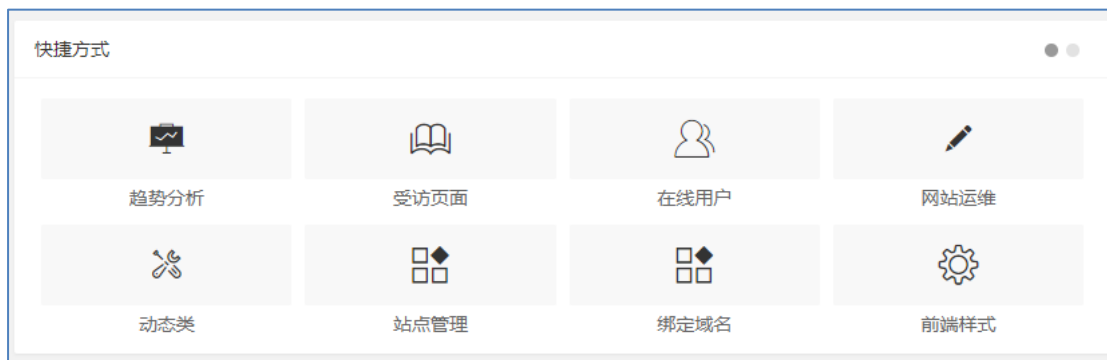 快捷方式
趋势分析
受访页面
在线用户
网站运维
动态类
站点管理
绑定域名
前端样式